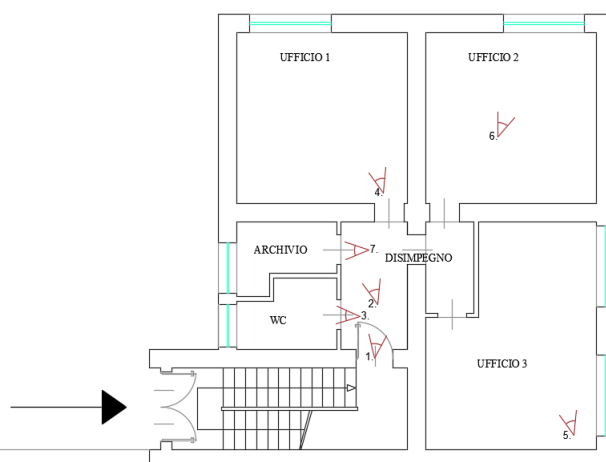 UFFICIO 1
UFFICIO 2
6.
4.
ARCHIVIO
7.
DISIMPEGNO
2.
WC
3.
1.
UFFICIO 3
5.